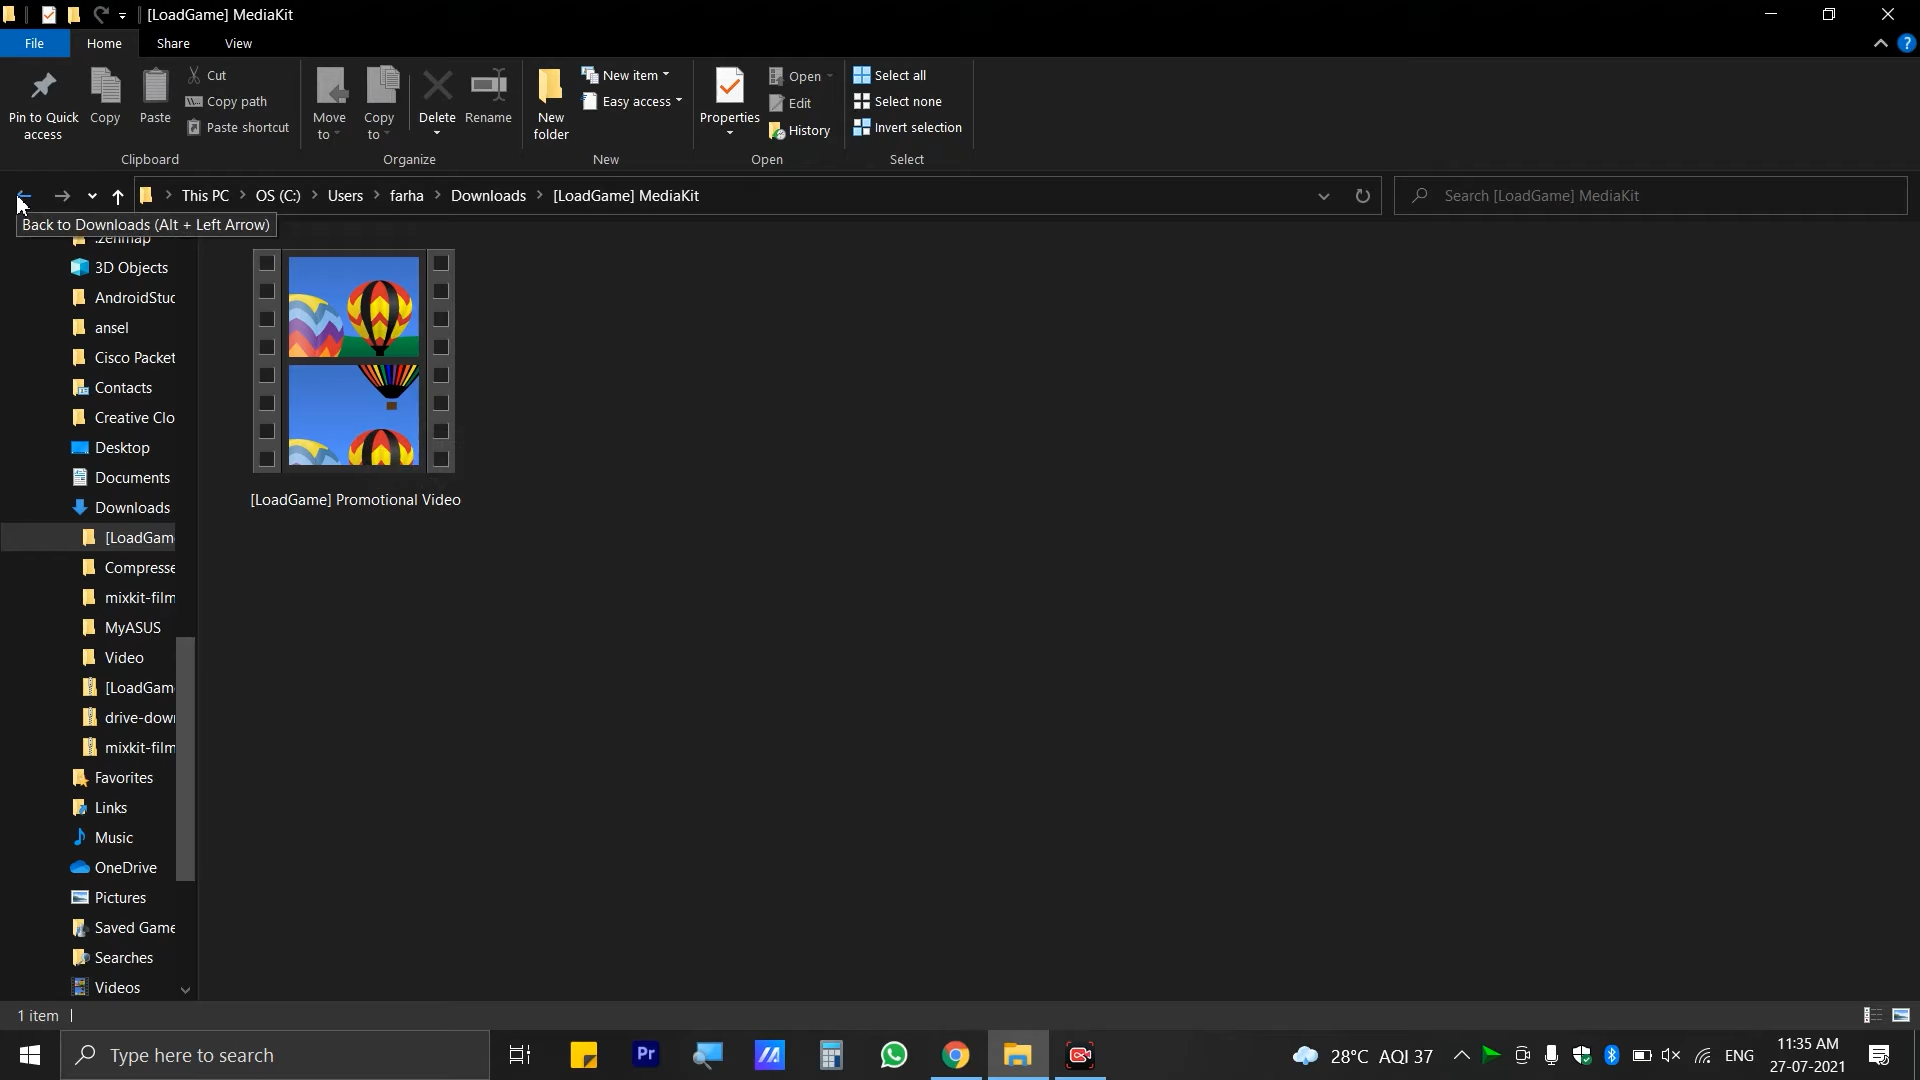 [LoadGame] MediaKit
File Home Share View
Pin to Quick access
Copy
Paste
Cut
Copy path
Paste shortcut
Clipboard
Move to
Copy to
Delete
Rename
Organize
New folder
New item
Easy access
New
Properties
Open
Edit
History
Open
Select all
Select none
Invert selection
Select
This PC > OS (C:) > Users > farha > Downloads > [LoadGame] MediaKit
Search [LoadGame] MediaKit
Back to Downloads (Alt + Left Arrow)
.zenmap
3D Objects
AndroidStuc
ansel
Cisco Packet
Contacts
Creative Clo
Desktop
Documents
Downloads
[LoadGam
Compresse
mixkit-film
MyASUS
Video
[LoadGam
drive-dow
mixkit-film
Favorites
Links
Music
OneDrive
Pictures
Saved Game
Searches
Videos
[LoadGame] Promotional Video
1 item
Type here to search
Pr
28°C AQI 37
ENG
11:35 AM
27-07-2021